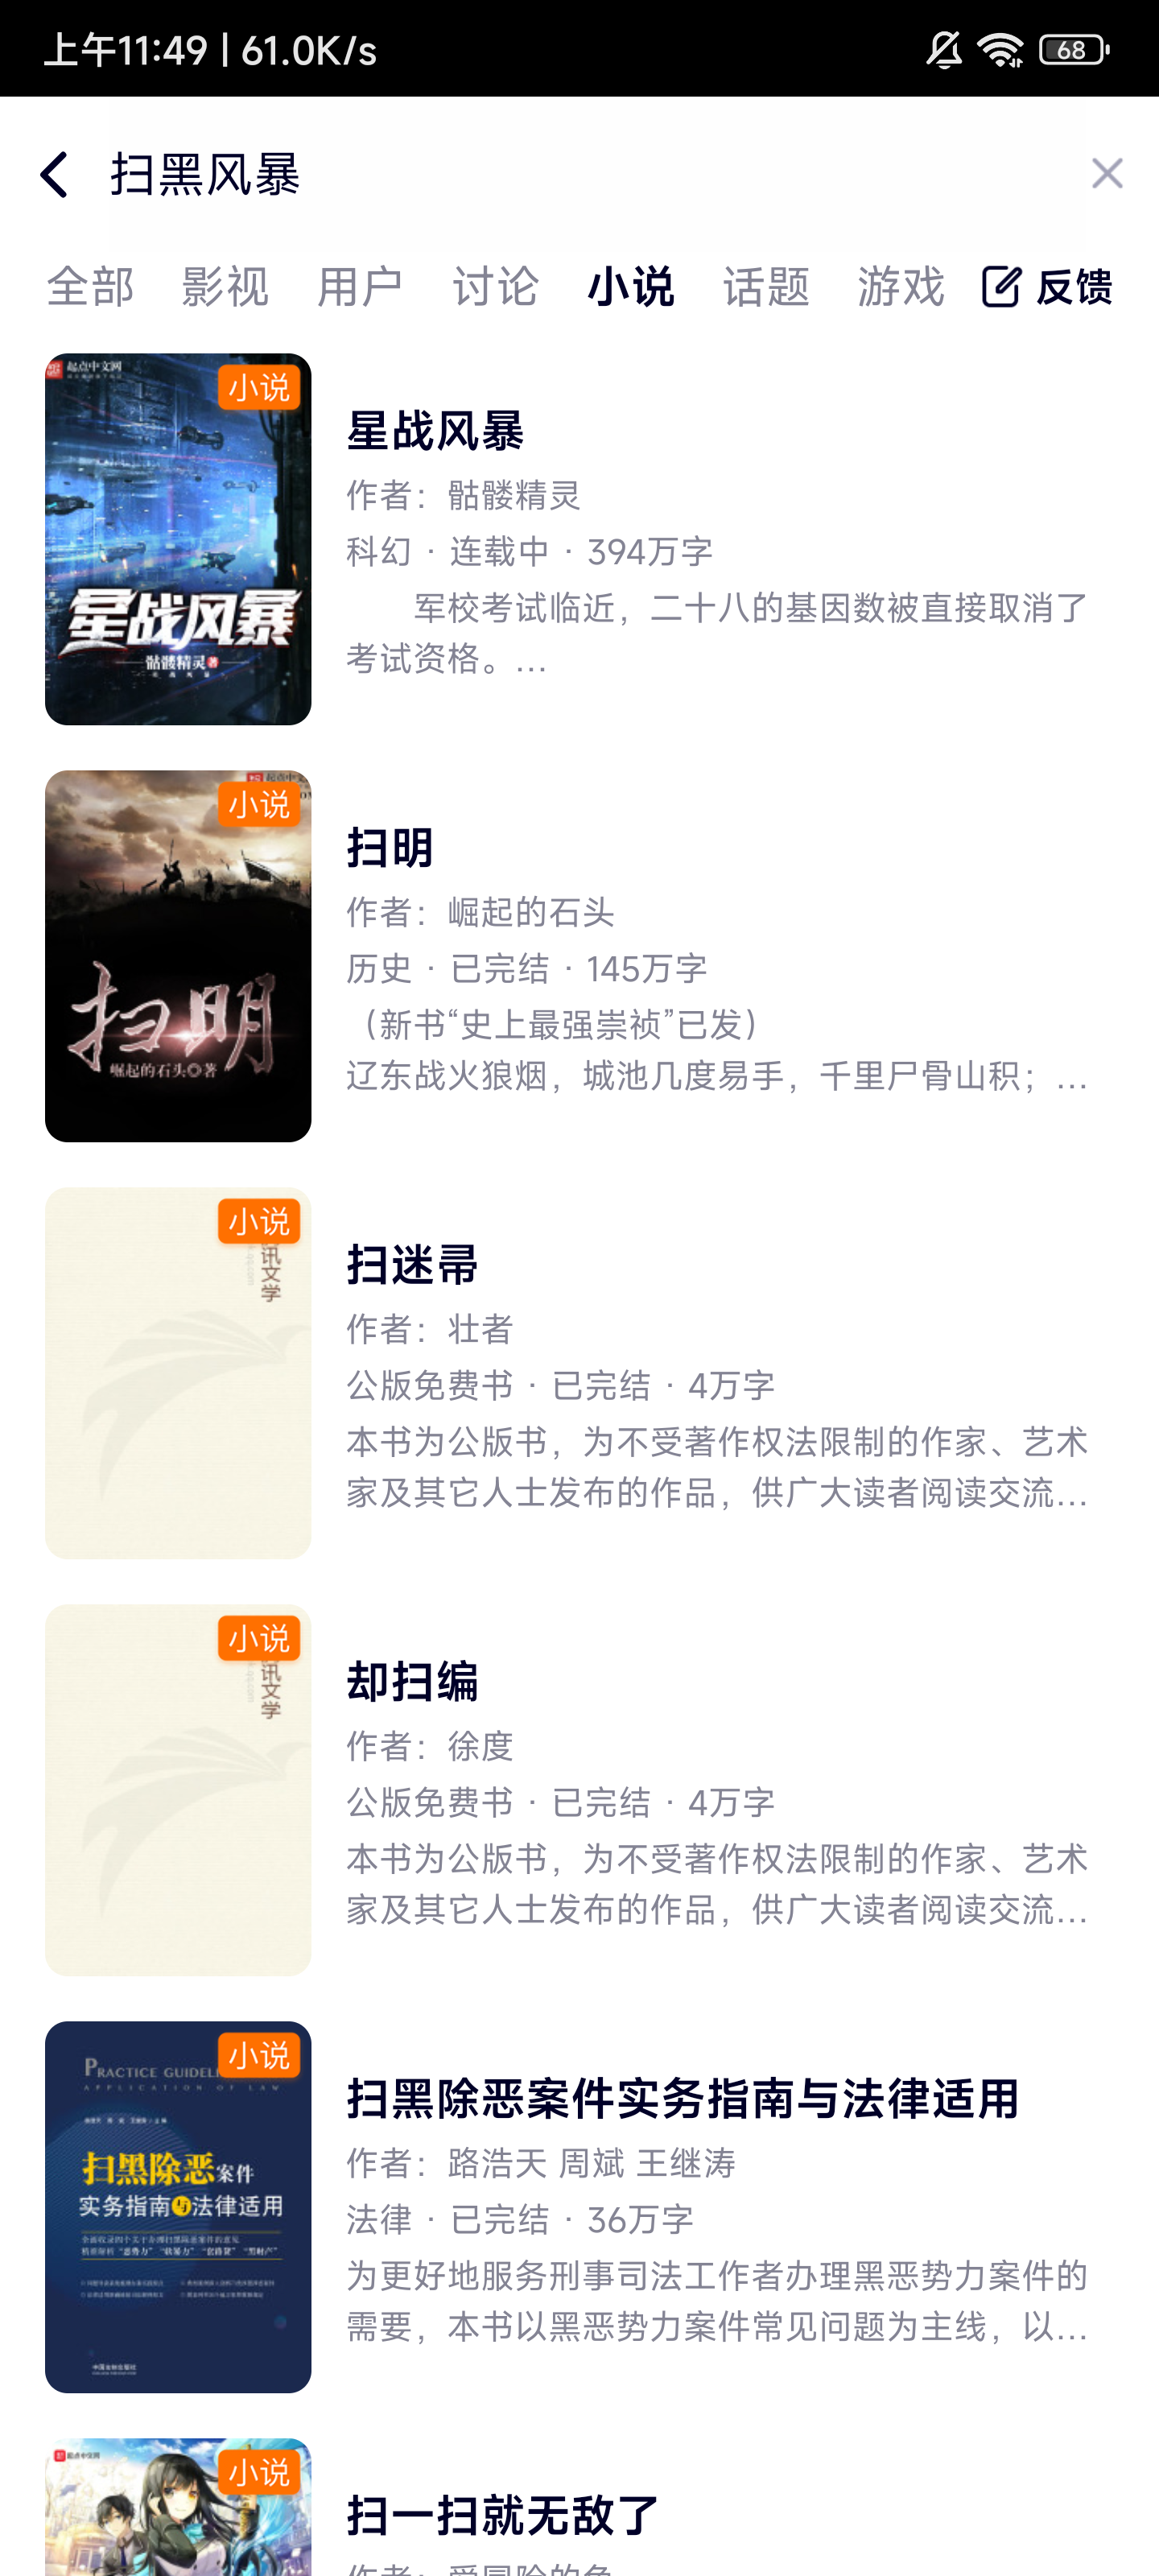 上午11:49 | 61.0K/s
68
扫黑风暴
全部 影视 用户 讨论 小说 话题 游戏 反馈
起点中文网
小说
星战风暴
骷髅精灵 著
星战风暴
作者：骷髅精灵
科幻 · 连载中 · 394万字
军校考试临近，二十八的基因数被直接取消了
考试资格。...
小说
扫明
崛起的石头 著
扫明
作者：崛起的石头
历史 · 已完结 · 145万字
（新书“史上最强崇祯”已发）
辽东战火狼烟，城池几度易手，千里尸骨山积；...
小说
讯文学
扫迷帚
作者：壮者
公版免费书 · 已完结 · 4万字
本书为公版书，为不受著作权法限制的作家、艺术
家及其它人士发布的作品，供广大读者阅读交流...
小说
讯文学
却扫编
作者：徐度
公版免费书 · 已完结 · 4万字
本书为公版书，为不受著作权法限制的作家、艺术
家及其它人士发布的作品，供广大读者阅读交流...
小说
PRACTICE GUIDEL
APPLICATION OF LAW
扫黑除恶案件
实务指南与法律适用
扫黑除恶案件实务指南与法律适用
作者：路浩天 周斌 王继涛
法律 · 已完结 · 36万字
为更好地服务刑事司法工作者办理黑恶势力案件的
需要，本书以黑恶势力案件常见问题为主线，以...
起点中文网
小说
扫一扫就无敌了